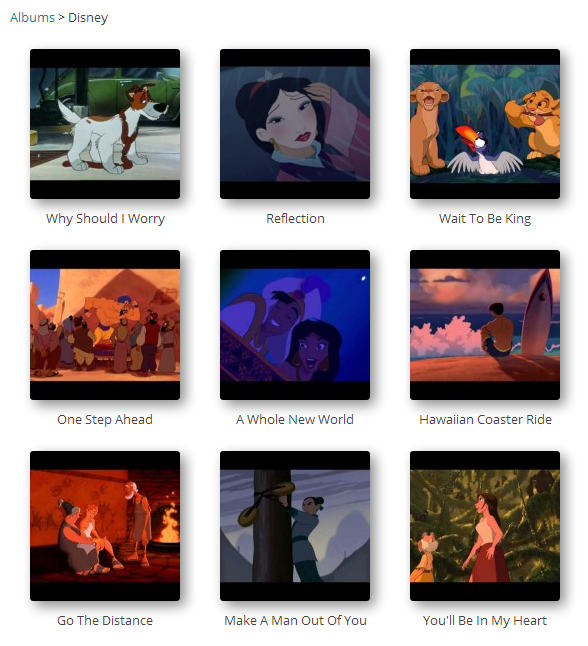 Albums > Disney
Why Should I Worry
Reflection
Wait To Be King
One Step Ahead
A Whole New World
Hawaiian Coaster Ride
Go The Distance
Make A Man Out Of You
You'll Be In My Heart